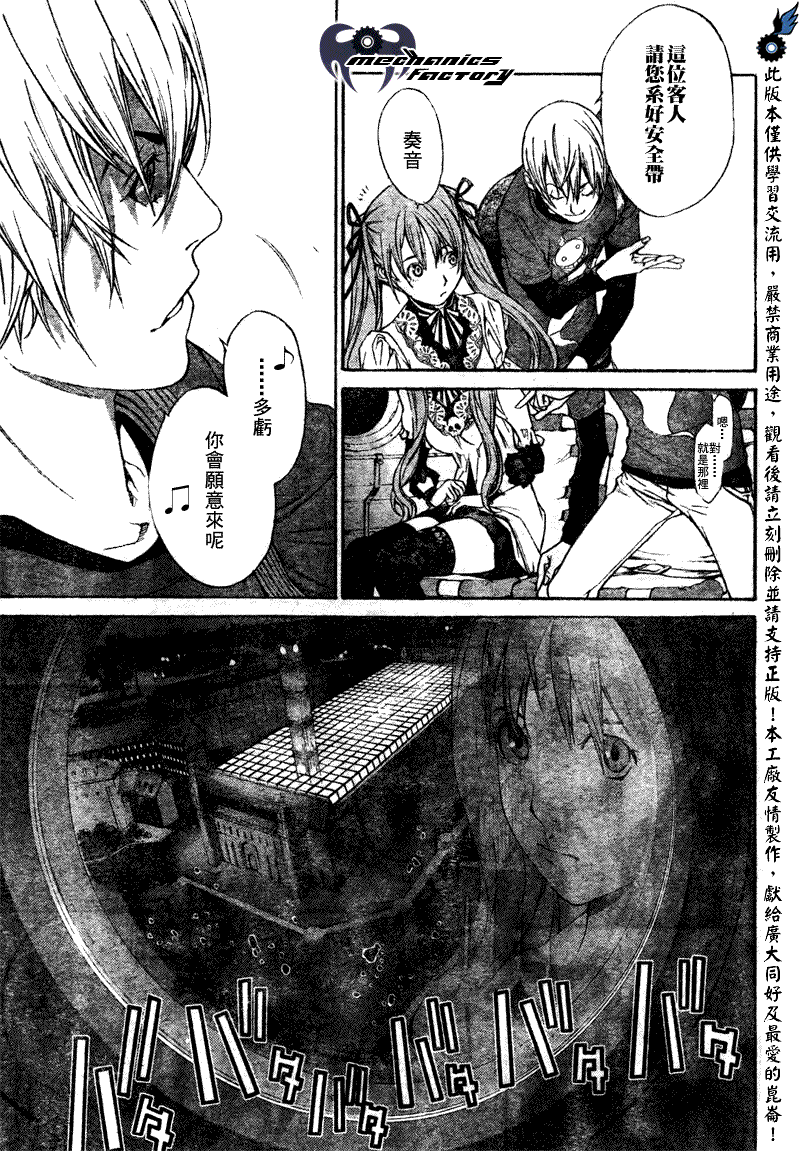 mechanics
factory
這位客人
請您系好安全帶
奏音
嗯…對……
就是那裡
♪
……多虧
你會願意來呢
♫
バタ
バタ
バタ
バタ
バタ
バタ
此版本僅供學習交流用，嚴禁商業用途，觀看後請立刻刪除並請支持正版！本工廠友情製作，獻給廣大同好及最愛的崑崙！